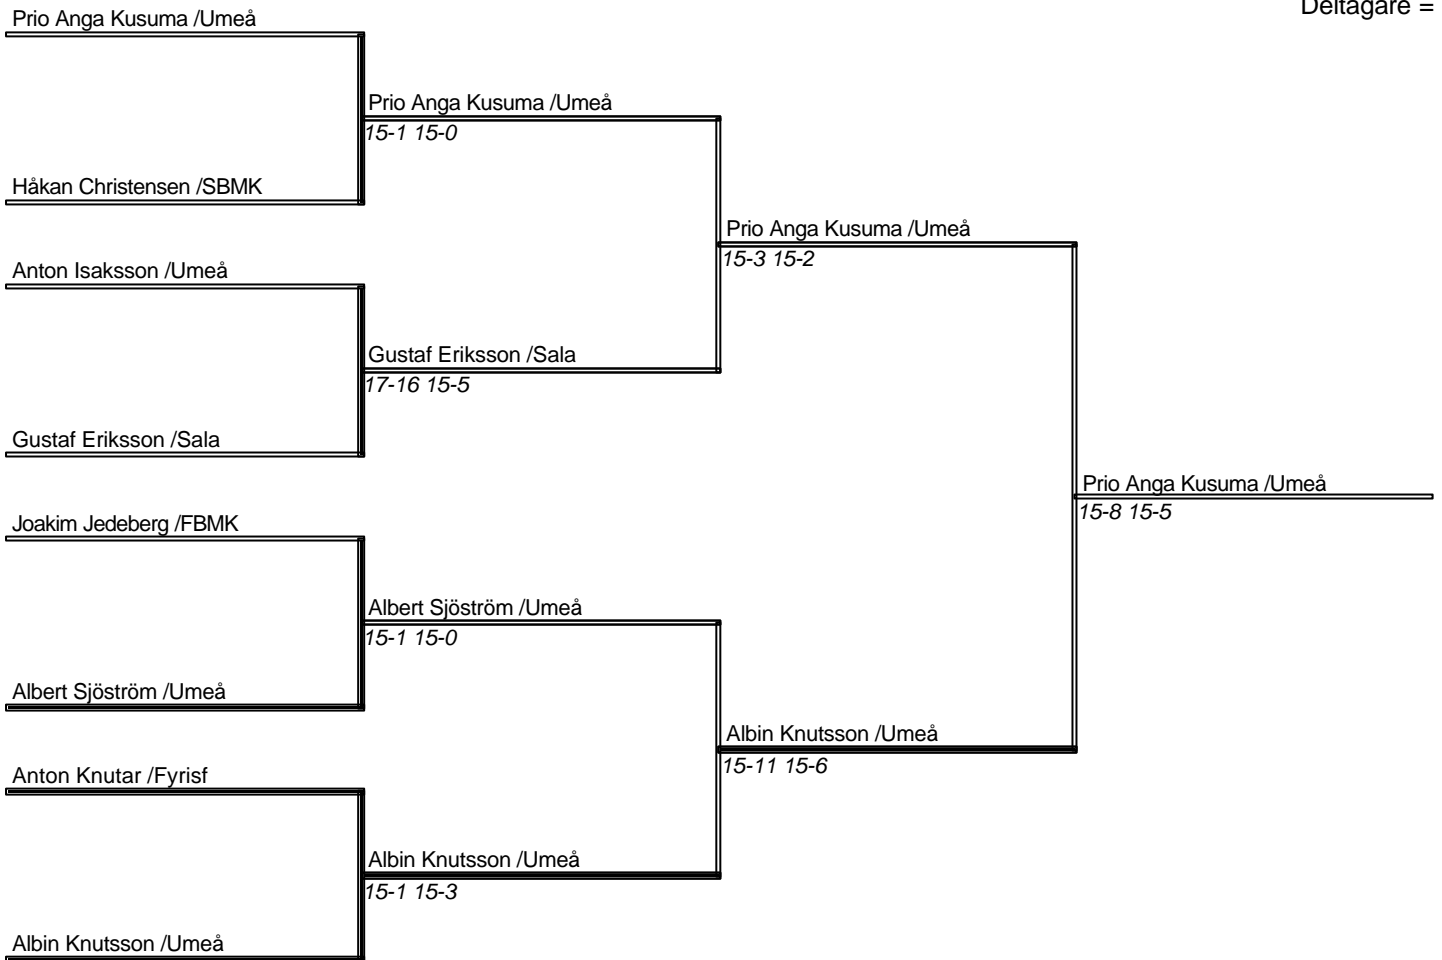 Deltagare =
Prio Anga Kusuma /Umeå
Prio Anga Kusuma /Umeå
15-1 15-0
Håkan Christensen /SBMK
Prio Anga Kusuma /Umeå
15-3 15-2
Anton Isaksson /Umeå
Gustaf Eriksson /Sala
17-16 15-5
Gustaf Eriksson /Sala
Prio Anga Kusuma /Umeå
15-8 15-5
Joakim Jedeberg /FBMK
Albert Sjöström /Umeå
15-1 15-0
Albert Sjöström /Umeå
Albin Knutsson /Umeå
15-11 15-6
Anton Knutar /Fyrisf
Albin Knutsson /Umeå
15-1 15-3
Albin Knutsson /Umeå